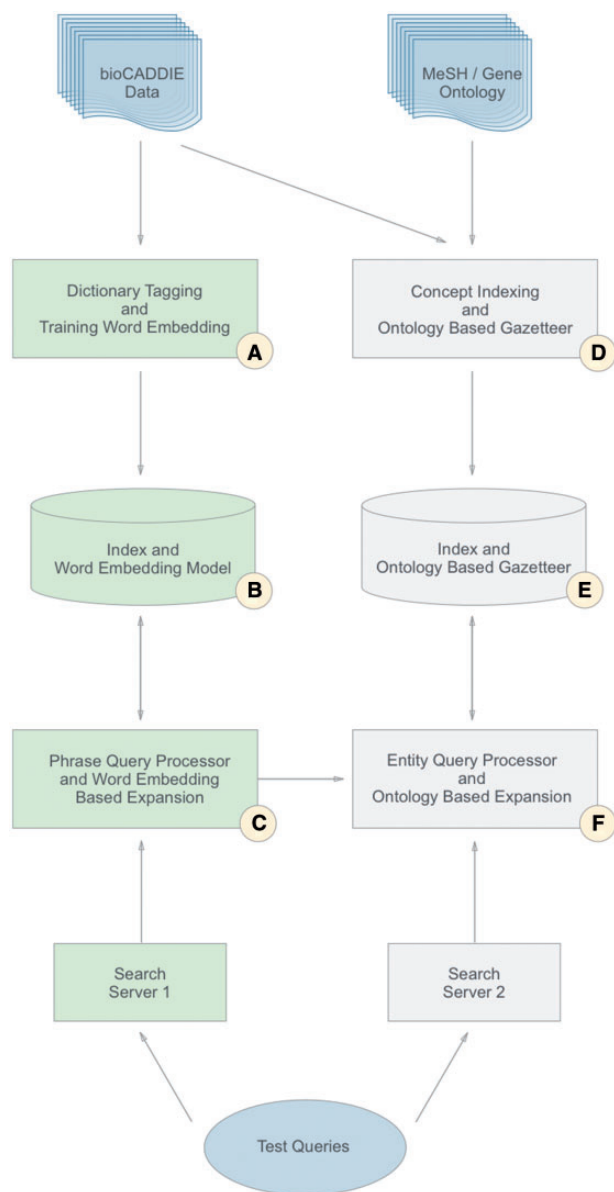 bioCADDIE
Data
MeSH / Gene
Ontology
Dictionary Tagging
and
Training Word Embedding
A
Concept Indexing
and
Ontology Based Gazetteer
D
Index and
Word Embedding Model
B
Index and
Ontology Based Gazetteer
E
Phrase Query Processor
and Word Embedding
Based Expansion
C
Entity Query Processor
and
Ontology Based Expansion
F
Search
Server 1
Search
Server 2
Test Queries